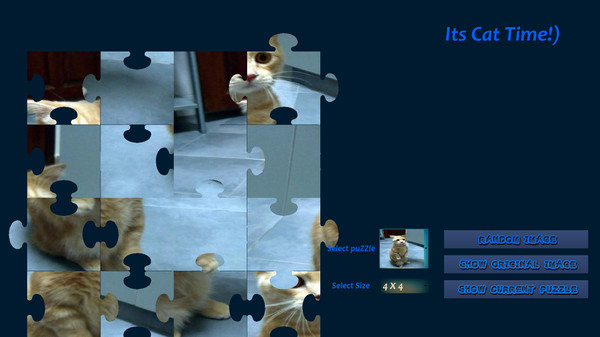 Its Cat Time!)
Select puZZle
RANDOM IMAGE
SHOW ORIGINAL IMAGE
Select Size
4 X 4
SHOW CURRENT PUZZLE